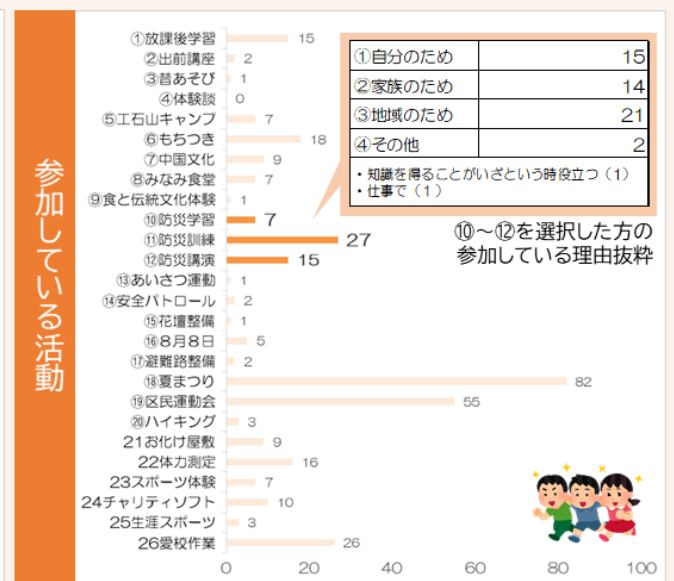 参加している活動
①放課後学習 15
②出前講座 2
③昔あそび 1
④体験談 0
⑤工石山キャンプ 7
⑥もちつき 18
⑦中国文化 9
⑧みなみ食堂 7
⑨食と伝統文化体験 1
⑩防災学習 7
⑪防災訓練 27
⑫防災講演 15
⑬あいさつ運動 1
⑭安全パトロール 2
⑮花壇整備 1
⑯8月8日 5
⑰避難路整備 2
⑱夏まつり 82
⑲区民運動会 55
⑳ハイキング 3
21お化け屋敷 9
22体力測定 16
23スポーツ体験 7
24チャリティソフト 10
25生涯スポーツ 3
26愛校作業 26
0 20 40 60 80 100
①自分のため 15
②家族のため 14
③地域のため 21
④その他 2
・知識を得ることがいざという時役立つ（1）
・仕事で（1）
⑩～⑫を選択した方の
参加している理由抜粋